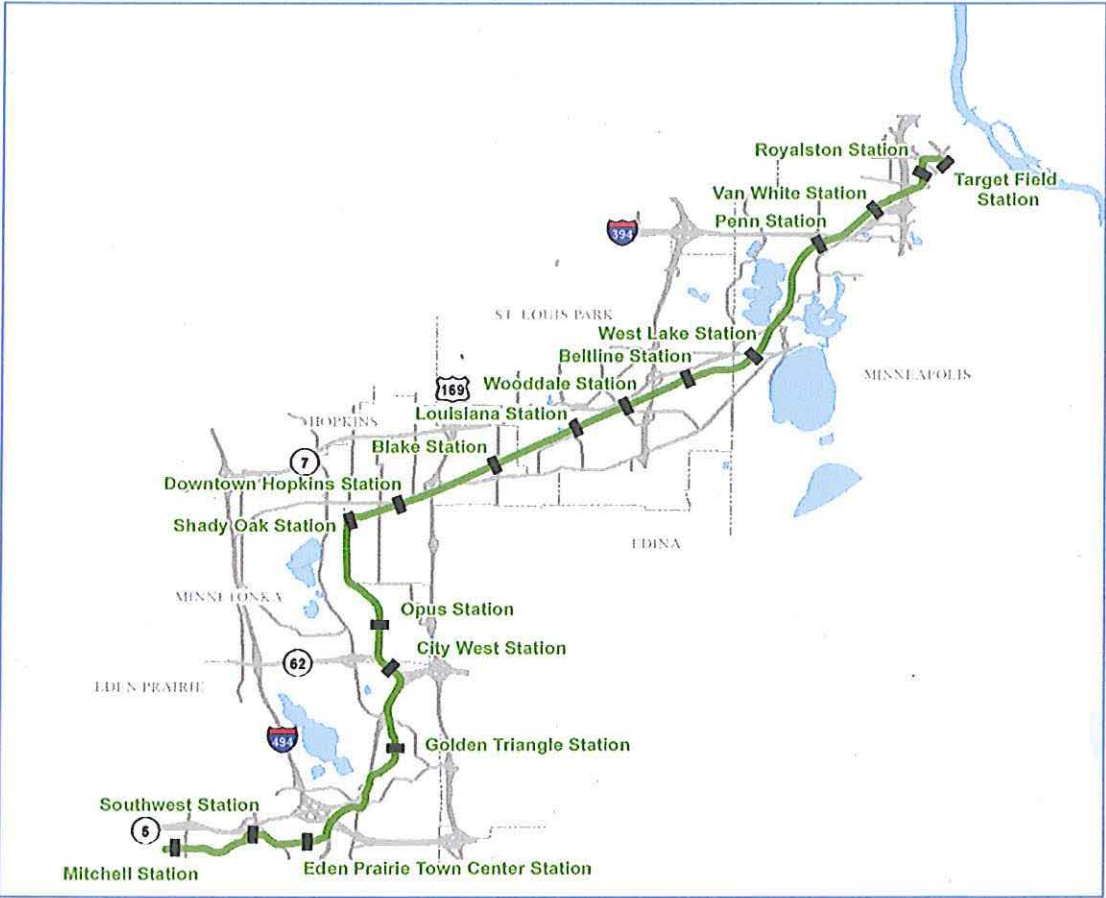 Royalston Station
Target Field
Station
Van White Station
Penn Station
394
ST. LOUIS PARK
West Lake Station
Beltline Station
MINNEAPOLIS
Wooddale Station
169
Louisiana Station
HOPKINS
Blake Station
7
Downtown Hopkins Station
Shady Oak Station
EDINA
MINNETONKA
Opus Station
City West Station
62
EDEN PRAIRIE
494
Golden Triangle Station
Southwest Station
5
Eden Prairie Town Center Station
Mitchell Station